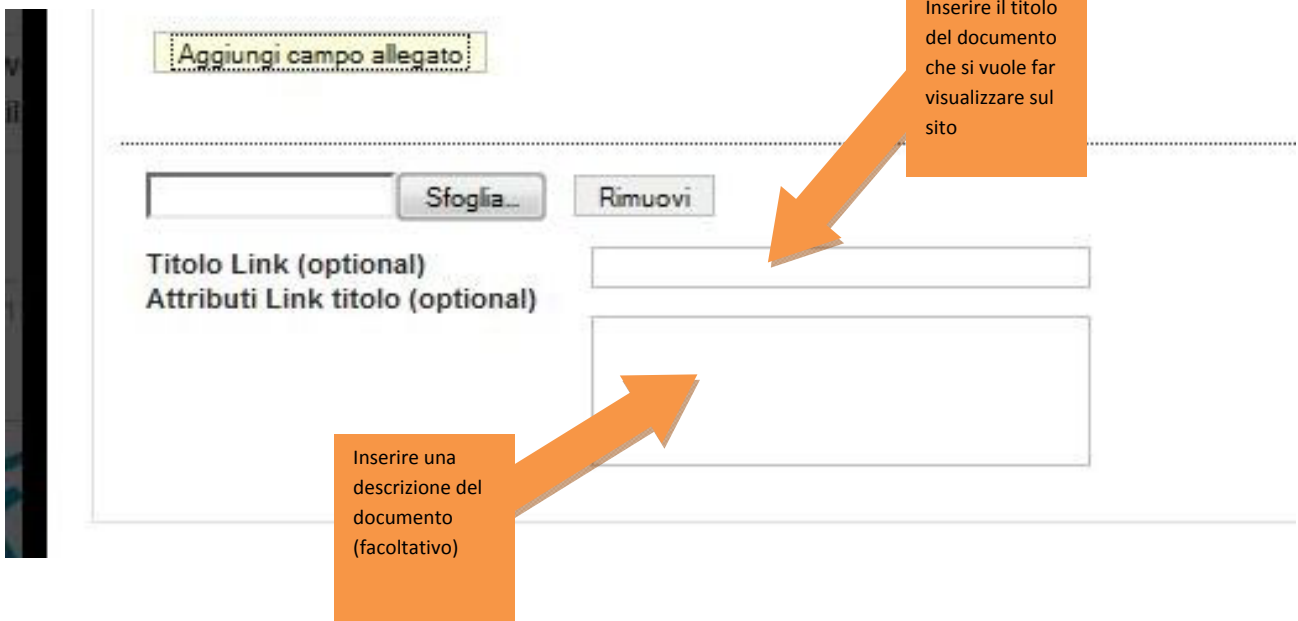 Inserire il titolo
del documento
che si vuole far
visualizzare sul
sito
Aggiungi campo allegato
Sfoglia...
Rimuovi
Titolo Link (optional)
Attributi Link titolo (optional)
Inserire una
descrizione del
documento
(facoltativo)